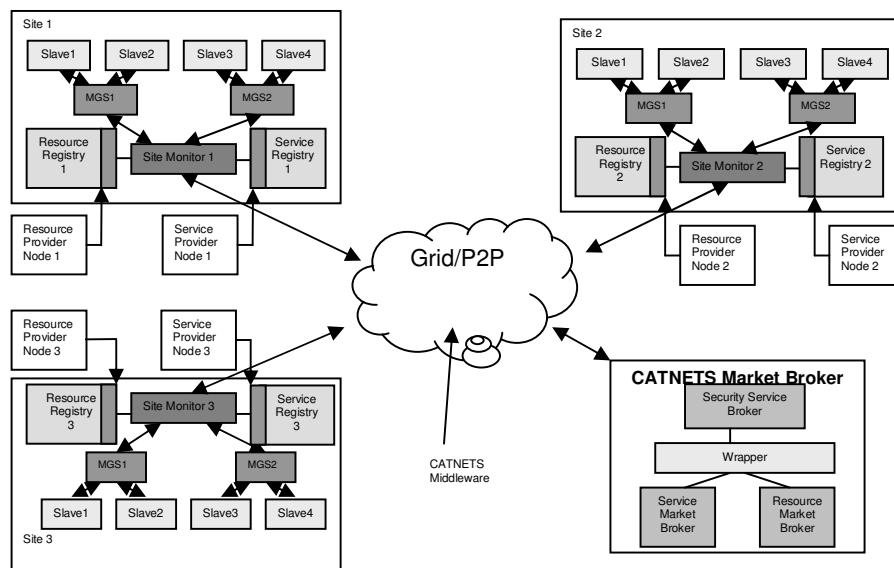 Site 1
Slave1
Slave2
Slave3
Slave4
MGS1
MGS2
Resource
Registry
1
Site Monitor 1
Service
Registry
1
Resource
Provider
Node 1
Service
Provider
Node 1
Site 2
Slave1
Slave2
Slave3
Slave4
MGS1
MGS2
Resource
Registry
2
Site Monitor 2
Service
Registry 2
Resource
Provider
Node 2
Service
Provider
Node 2
Grid/P2P
Resource
Provider
Node 3
Service
Provider
Node 3
Resource
Registry
3
Site Monitor 3
Service
Registry
3
MGS1
MGS2
Slave1
Slave2
Slave3
Slave4
Site 3
CATNETS
Middleware
CATNETS Market Broker
Security Service
Broker
Wrapper
Service
Market
Broker
Resource
Market
Broker